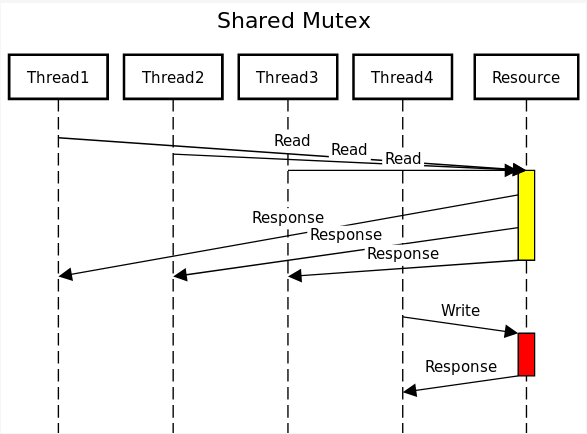 Shared Mutex
Thread1
Thread2
Thread3
Thread4
Resource
Read
Read
Read
Response
Response
Response
Write
Response